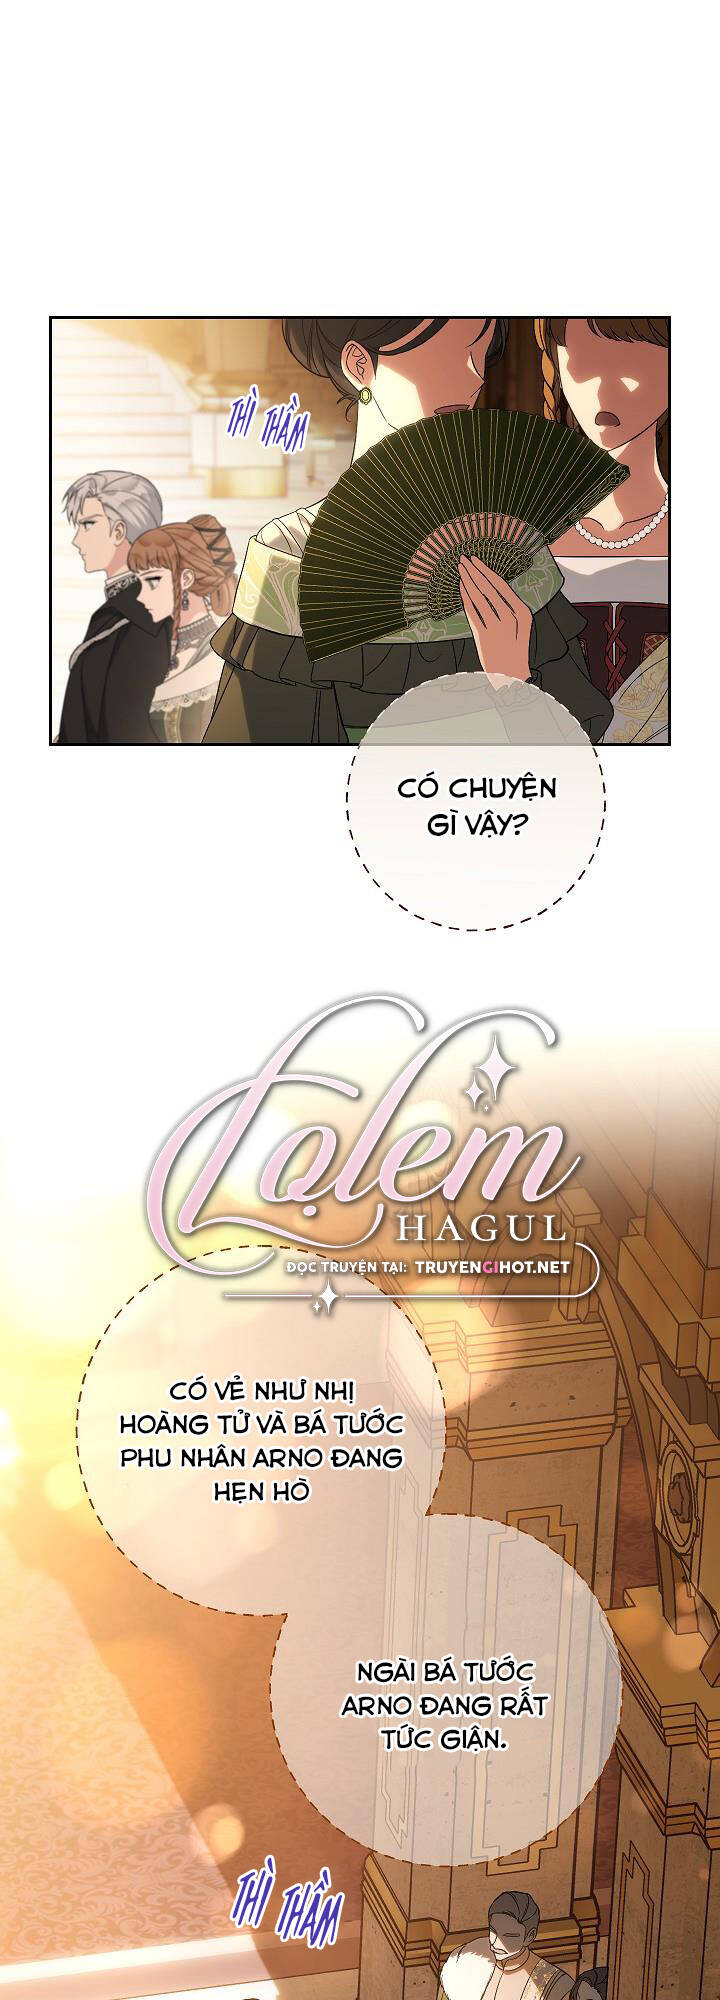 THÌ THẦM
CÓ CHUYỆN
GÌ VẬY?
Lọlem
HAGUL
ĐỌC TRUYỆN TẠI: TRUYENGIHOT.NET
CÓ VẺ NHƯ NHỊ
HOÀNG TỬ VÀ BÁ TƯỚC
PHU NHÂN ARNO ĐANG
HẸN HÒ
NGÀI BÁ TƯỚC
ARNO ĐANG RẤT
TỨC GIẬN.
THÌ THẦM